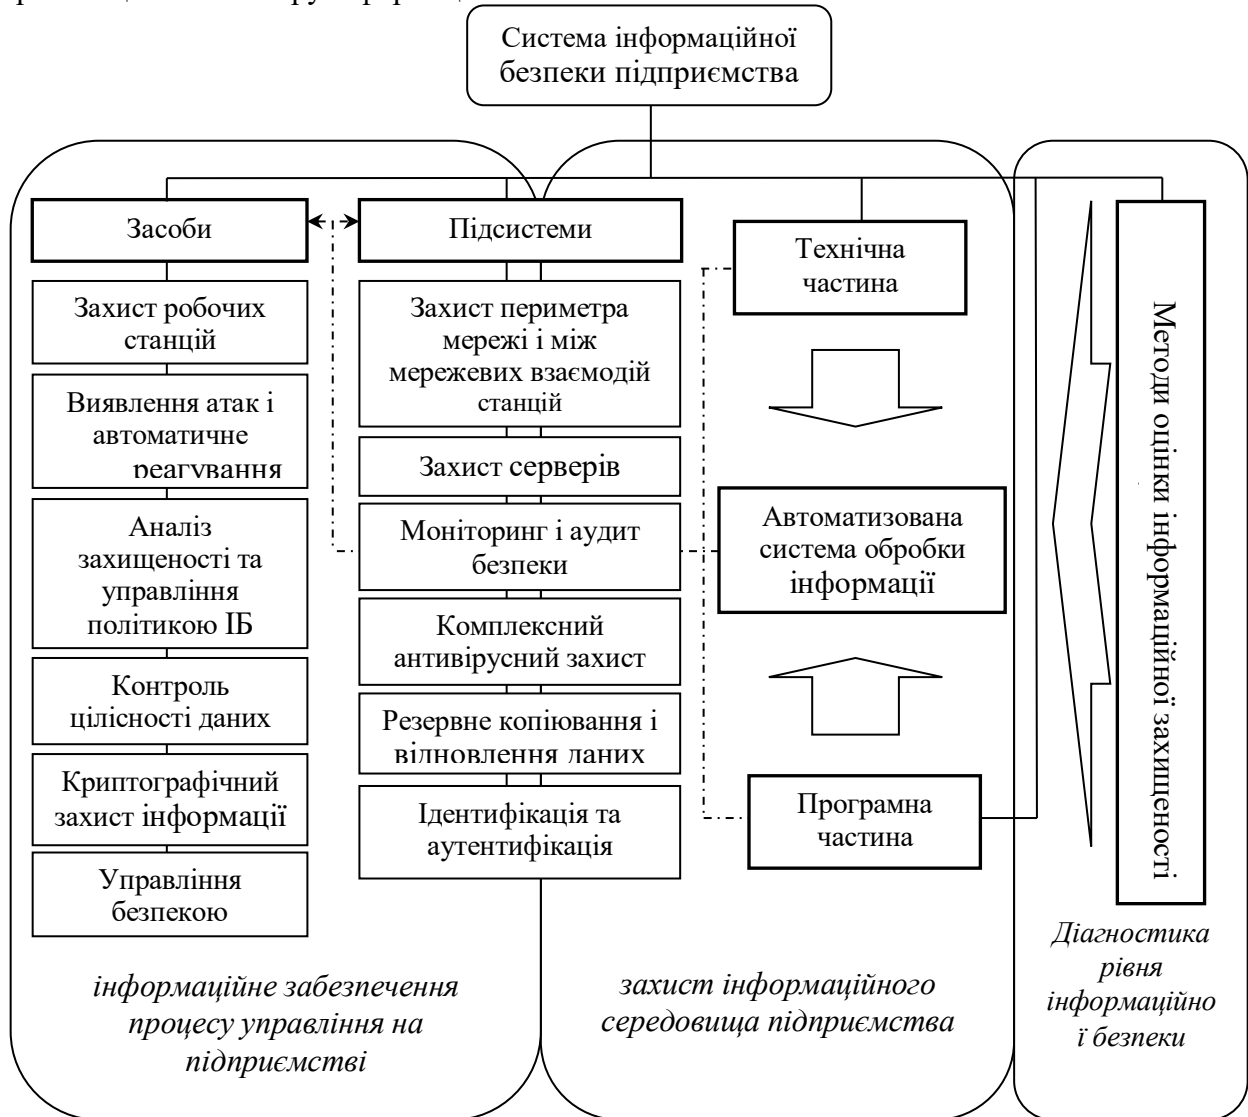 Система інформаційної
безпеки підприємства
Засоби
Захист робочих
станцій
Виявлення атак і
автоматичне
реагування
Аналіз
захищеності та
управління
політикою ІБ
Контроль
цілісності даних
Криптографічний
захист інформації
Управління
безпекою
Підсистеми
Захист периметра
мережі і між
мережевих взаємодій
станцій
Захист серверів
Моніторинг і аудит
безпеки
Комплексний
антивірусний захист
Резервне копіювання і
відновлення даних
Ідентифікація та
аутентифікація
Технічна
частина
Автоматизована
система обробки
інформації
Програмна
частина
Методи оцінки інформаційної захищеності
інформаційне забезпечення
процесу управління на
підприємстві
захист інформаційного
середовища підприємства
Діагностика
рівня
інформаційно
ї безпеки